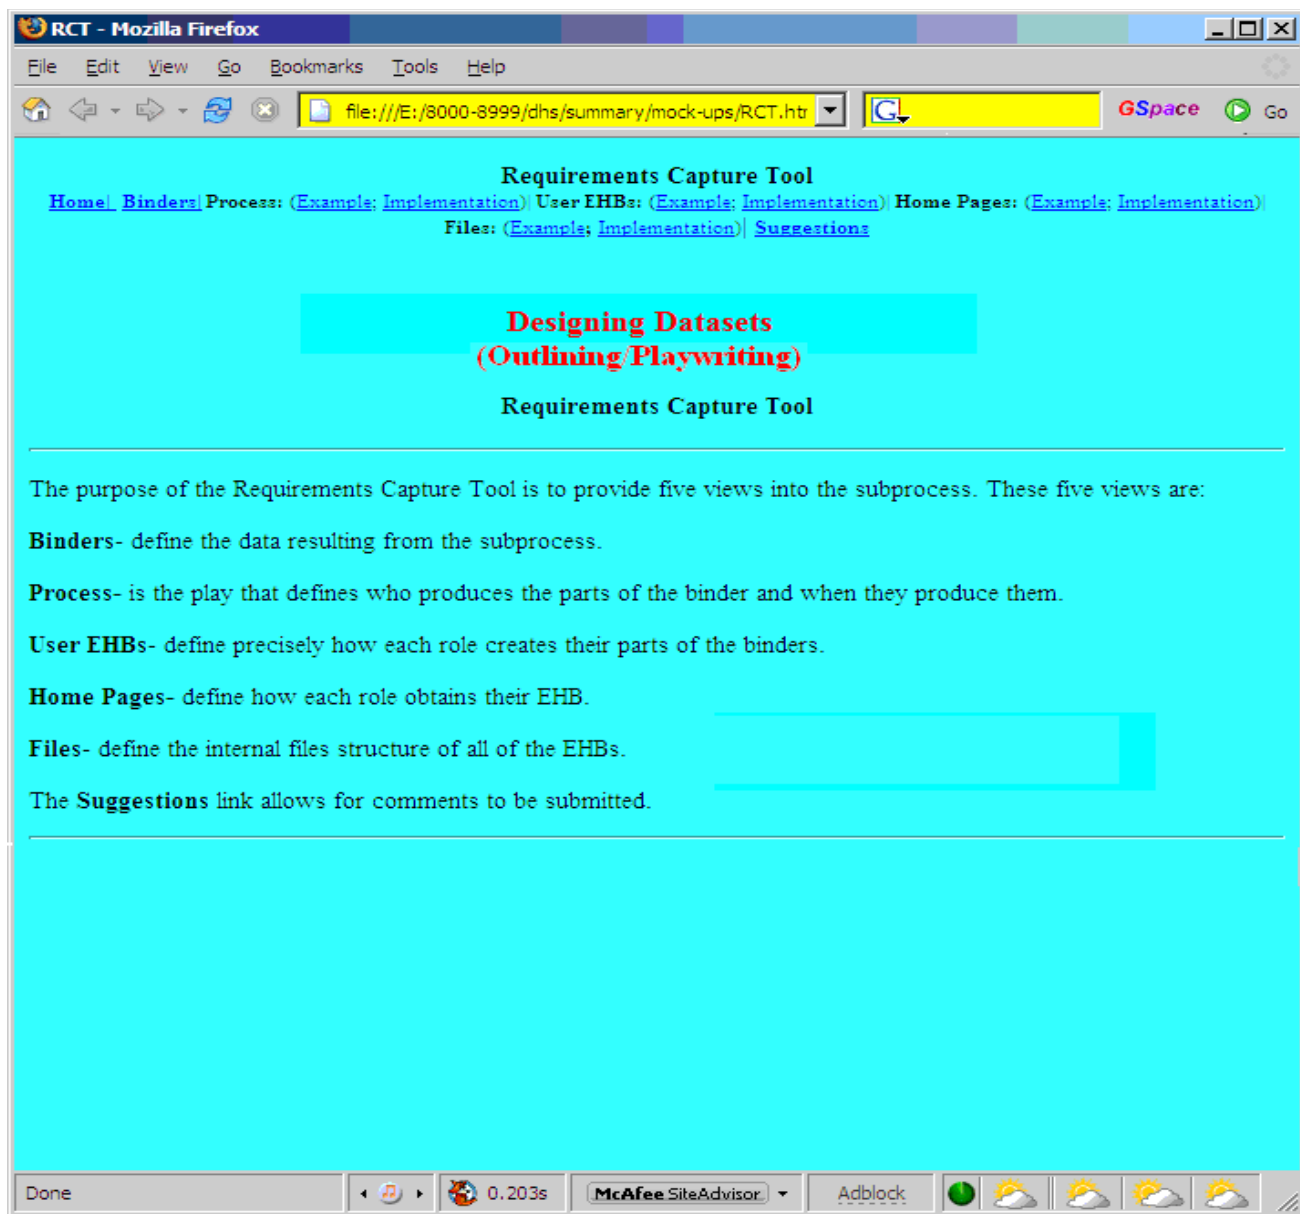 RCT - Mozilla Firefox
File Edit View Go Bookmarks Tools Help
file:///E:/8000-8999/dhs/summary/mock-ups/RCT.htr G GSpace Go
Requirements Capture Tool
Home| Binders| Process: (Example; Implementation)| User EHBs: (Example; Implementation)| Home Pages: (Example; Implementation)|
Files: (Example; Implementation)| Suggestions
Designing Datasets
(Outlining/Playwriting)
Requirements Capture Tool
The purpose of the Requirements Capture Tool is to provide five views into the subprocess. These five views are:
Binders- define the data resulting from the subprocess.
Process- is the play that defines who produces the parts of the binder and when they produce them.
User EHBs- define precisely how each role creates their parts of the binders.
Home Pages- define how each role obtains their EHB.
Files- define the internal files structure of all of the EHBs.
The Suggestions link allows for comments to be submitted.
Done 0.203s McAfee SiteAdvisor Adblock